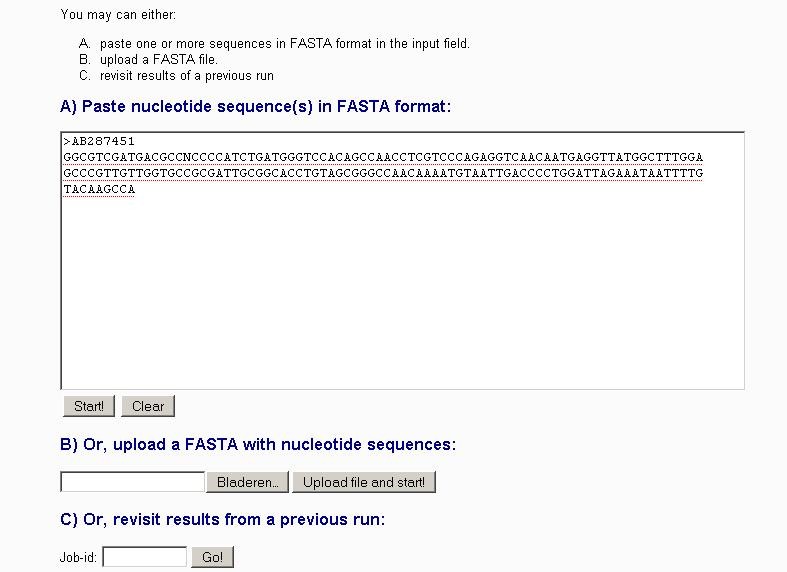 You may can either:
A. paste one or more sequences in FASTA format in the input field.
B. upload a FASTA file.
C. revisit results of a previous run
A) Paste nucleotide sequence(s) in FASTA format:
>AB287451
GGCGTCGATGACGCCNCCCCATCTGATGGGTCCACAGCCAACCTCGTCCCAGAGGTCAACAATGAGGTTATGGCTTTGGA
GCCCGTTGTTGGTGCCGCGATTGCGGCACCTGTAGCGGGCCAACAAAATGTAATTGACCCCTGGATTAGAAATAATTTTG
TACAAGCCA
Start! Clear
B) Or, upload a FASTA with nucleotide sequences:
Bladeren... Upload file and start!
C) Or, revisit results from a previous run:
Job-id: Go!